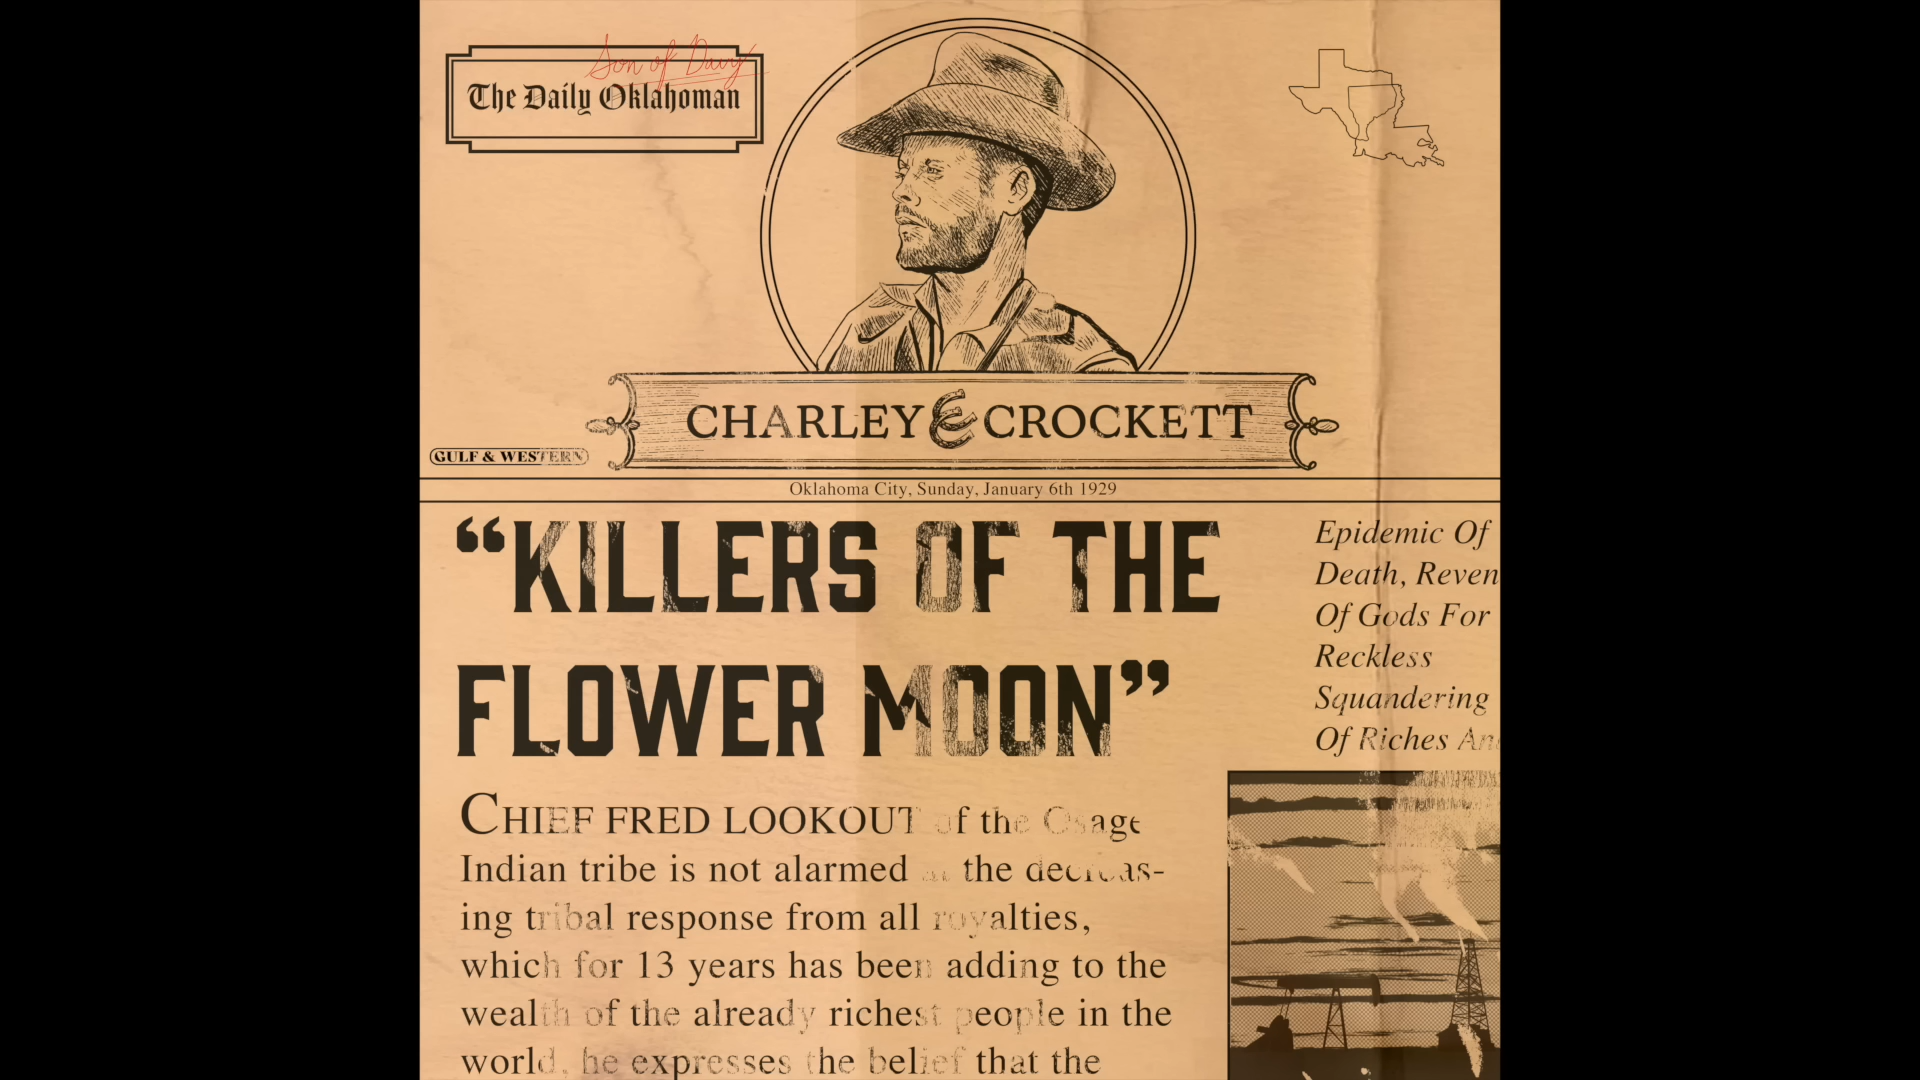 Son of Davy
The Daily Oklahoman
CHARLEY CROCKETT
GULF & WESTERN
Oklahoma City, Sunday, January 6th 1929
“KILLERS OF THE
FLOWER MOON”
Epidemic Of
Death, Reven
Of Gods For
Reckless
Squandering
Of Riches An
CHIEF FRED LOOKOUT of the Osage
Indian tribe is not alarmed at the decreas-
ing tribal response from all royalties,
which for 13 years has been adding to the
wealth of the already richest people in the
world, he expresses the belief that the